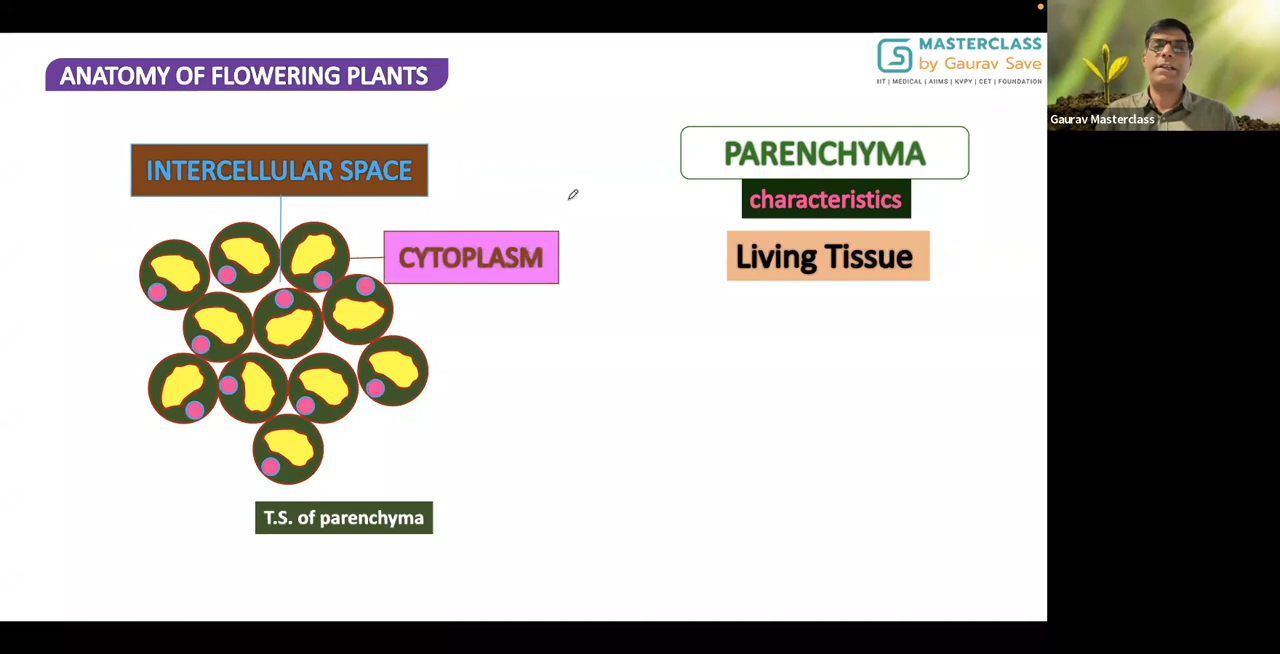 MASTERCLASS
by Gaurav Save
IIT | MEDICAL | AIIMS | KVPY | CET | FOUNDATION
Gaurav Masterclass
ANATOMY OF FLOWERING PLANTS
INTERCELLULAR SPACE
CYTOPLASM
T.S. of parenchyma
PARENCHYMA
characteristics
Living Tissue